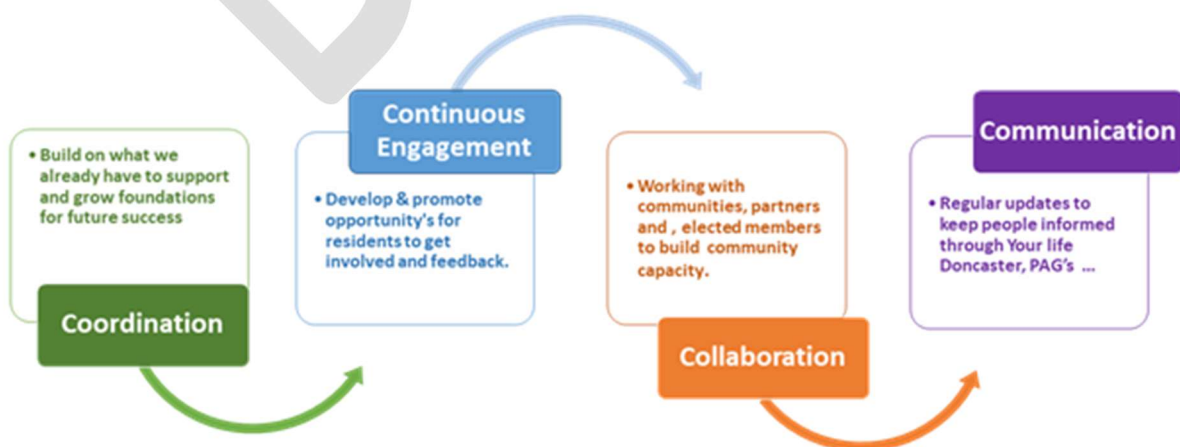 • Build on what we
already have to support
and grow foundations
for future success
Coordination
Continuous
Engagement
• Develop & promote
opportunity's for
residents to get
involved and feedback.
• Working with
communities, partners
and , elected members
to build community
capacity.
Collaboration
Communication
• Regular updates to
keep people informed
through Your life
Doncaster, PAG's ...